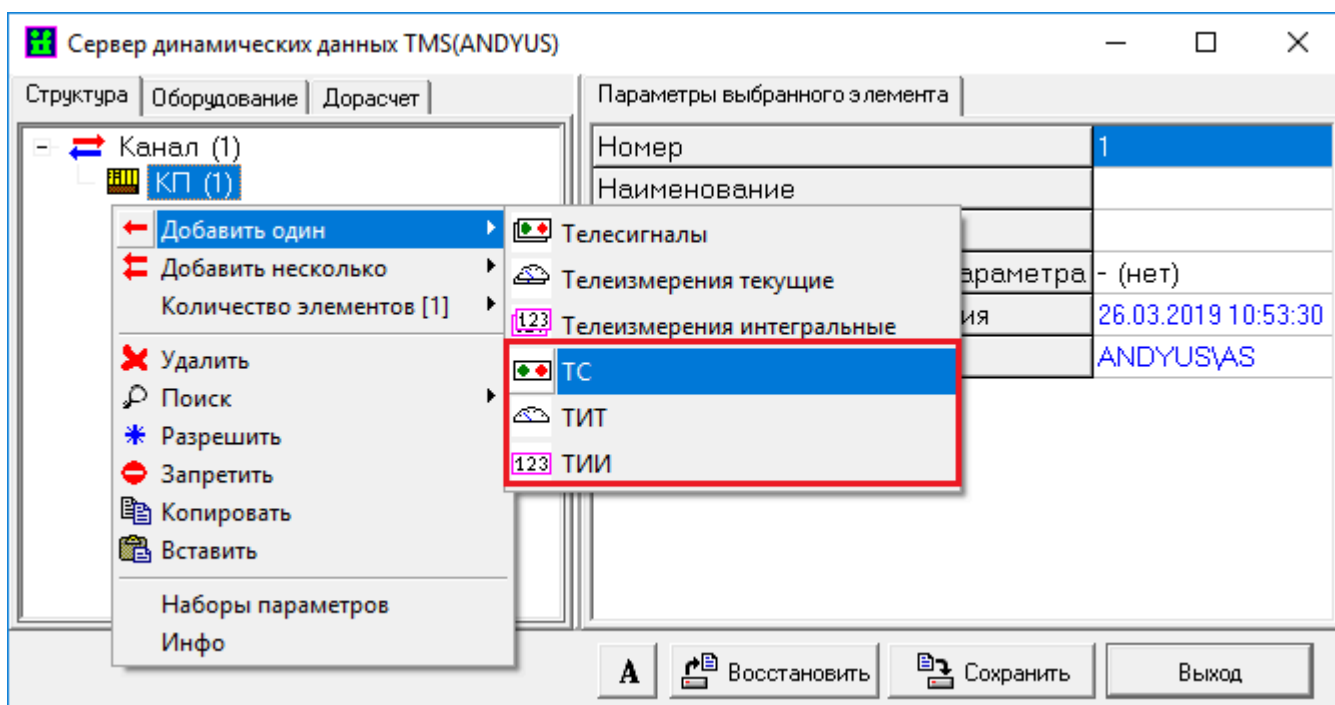 Сервер динамических данных TMS(ANDYUS)
Структура Оборудование Дорасчет
Параметры выбранного элемента
Канал (1)
КП (1)
Номер 1
Наименование
араметра - (нет)
ия 26.03.2019 10:53:30
ANDYUS\AS
Добавить один
Добавить несколько
Количество элементов [1]
Удалить
Поиск
Разрешить
Запретить
Копировать
Вставить
Наборы параметров
Инфо
Телесигналы
Телеизмерения текущие
123 Телеизмерения интегральные
ТС
ТИТ
123 ТИИ
A Восстановить Сохранить Выход